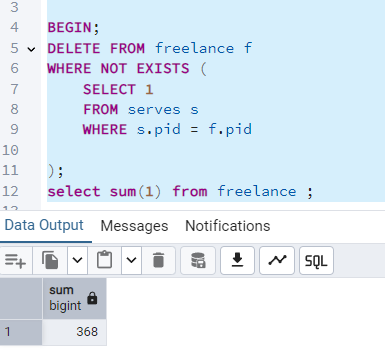 3
4 BEGIN;
5 DELETE FROM freelance f
6 WHERE NOT EXISTS (
7 SELECT 1
8 FROM serves s
9 WHERE s.pid = f.pid
10
11 );
12 select sum(1) from freelance ;
Data Output Messages Notifications
SQL
sum
bigint
1 368